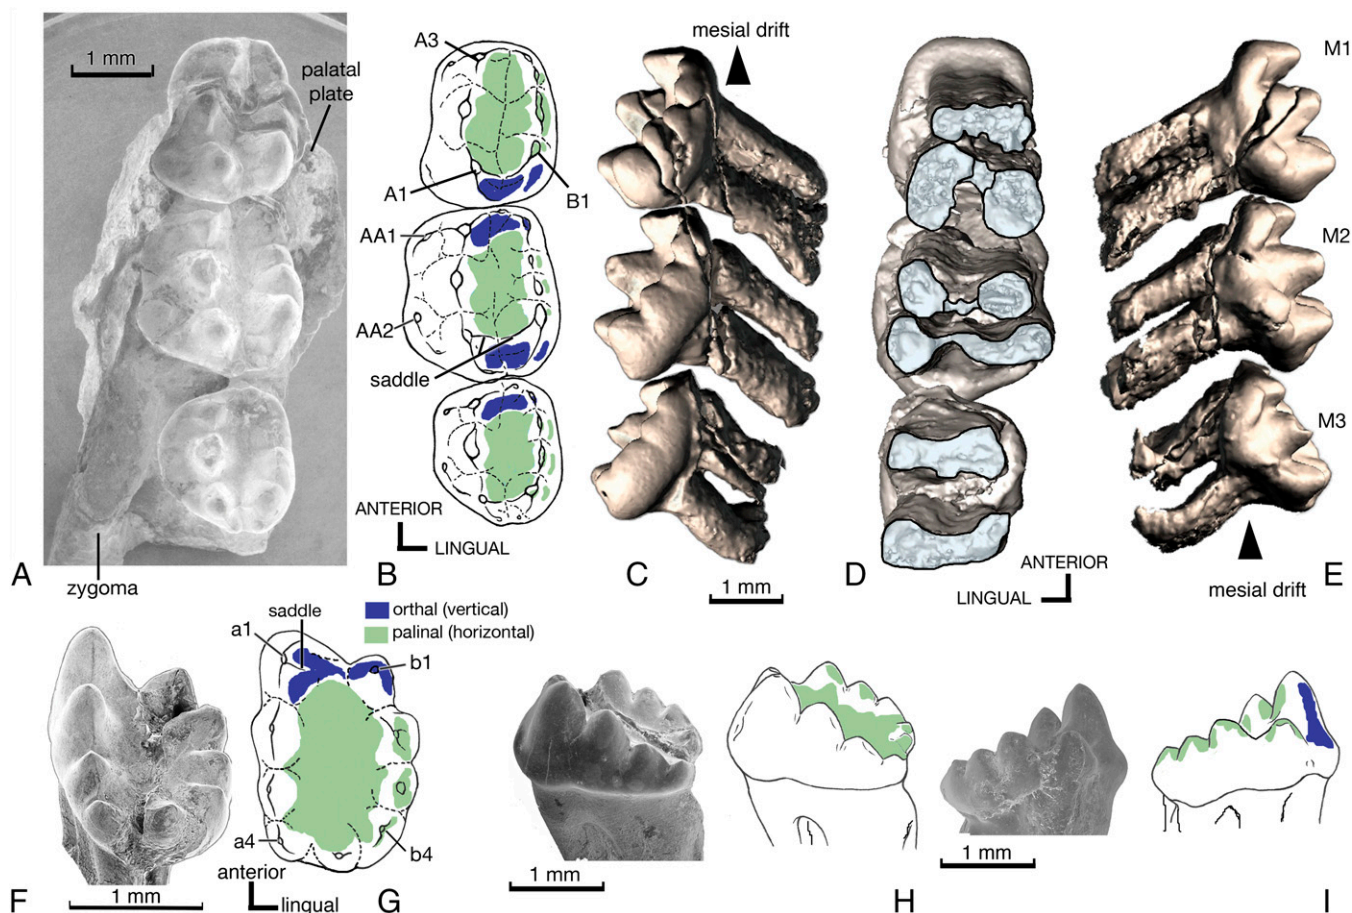 1 mm
palatal
plate
zygoma
A
A3
A1
B1
AA1
AA2
saddle
ANTERIOR
LINGUAL
B
mesial drift
C
1 mm
D
ANTERIOR
LINGUAL
M1
M2
M3
mesial drift
E
1 mm
F
orthal (vertical)
palinal (horizontal)
saddle
a1
b1
a4
b4
anterior
lingual
G
1 mm
H
1 mm
I